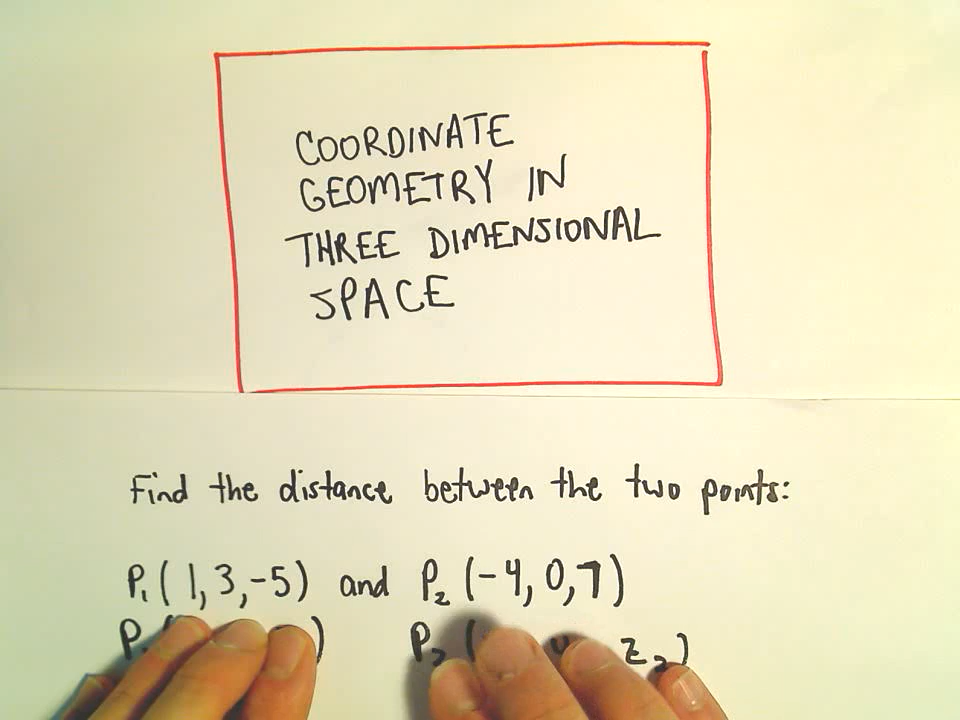 COORDINATE
GEOMETRY IN
THREE DIMENSIONAL
SPACE
Find the distance between the two points:
P₁(1,3,-5) and P₂(-4,0,7)